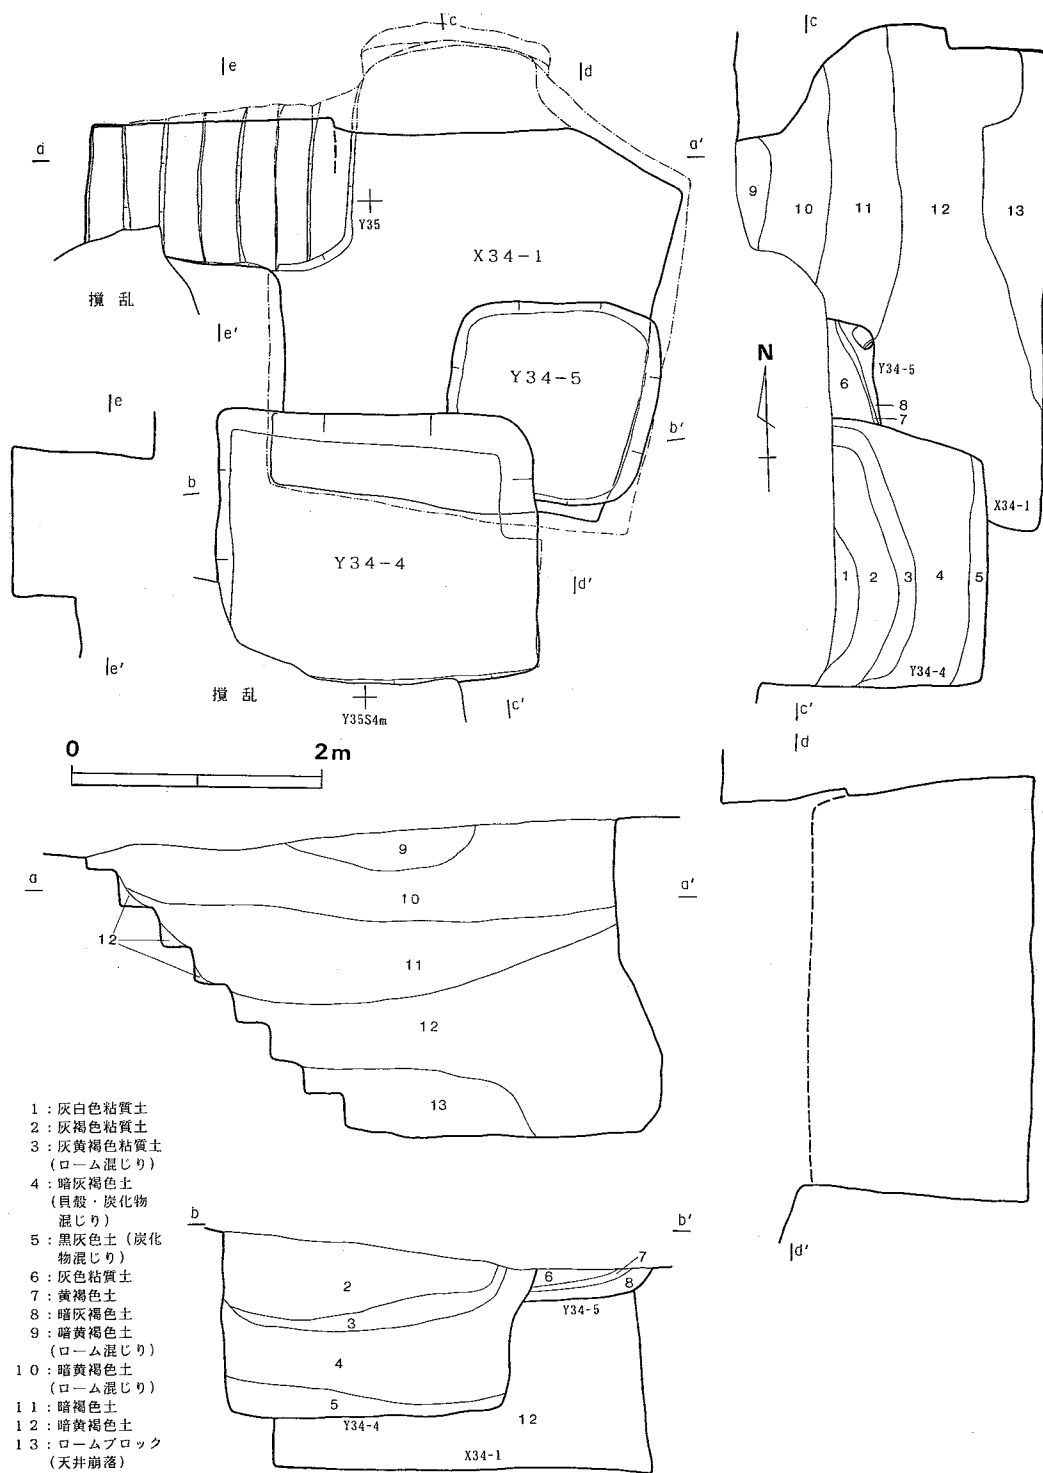 c
e
d
a
a'
Y35
X34-1
攪乱
e'
Y34-5
b'
b
Y34-4
d'
攪乱
Y35S4m
c'
e
e'
N
c
9
10
11
12
13
Y34-5
6
8
7
X34-1
1
2
3
4
5
Y34-4
c'
0 2m
a
a'
9
10
12
11
12
13
d
d'
1：灰白色粘質土
2：灰褐色粘質土
3：灰黄褐色粘質土
(ローム混じり)
4：暗灰褐色土
(貝殻・炭化物
混じり)
5：黒灰色土（炭化
物混じり）
6：灰色粘質土
7：黄褐色土
8：暗灰褐色土
9：暗黄褐色土
(ローム混じり)
10：暗黄褐色土
(ローム混じり)
11：暗褐色土
12：暗黄褐色土
13：ロームブロック
(天井崩落)
b
b'
7
6
8
2
Y34-5
3
4
5
12
Y34-4
X34-1